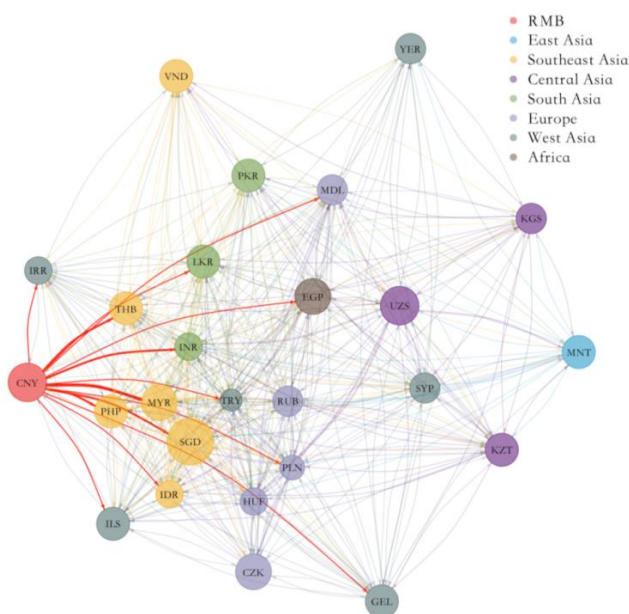 RMB
East Asia
Southeast Asia
Central Asia
South Asia
Europe
West Asia
Africa
YER
VND
PKR
MDL
KGS
LKR
IRR
EGP
UZS
THB
INR
MNT
CNY
SYP
TRY
RUB
MYR
PHP
SGD
KZT
PLN
IDR
HUF
ILS
CZK
GEL